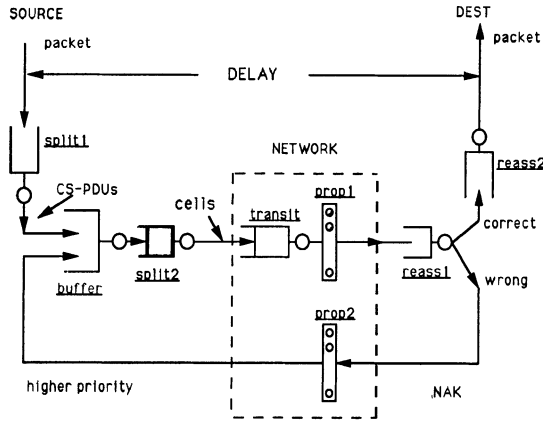 SOURCE
DEST
packet
packet
DELAY
split1
NETWORK
reass2
CS-PDUs
prop1
cells
transit
correct
buffer
split2
reass1
wrong
prop2
higher priority
NAK